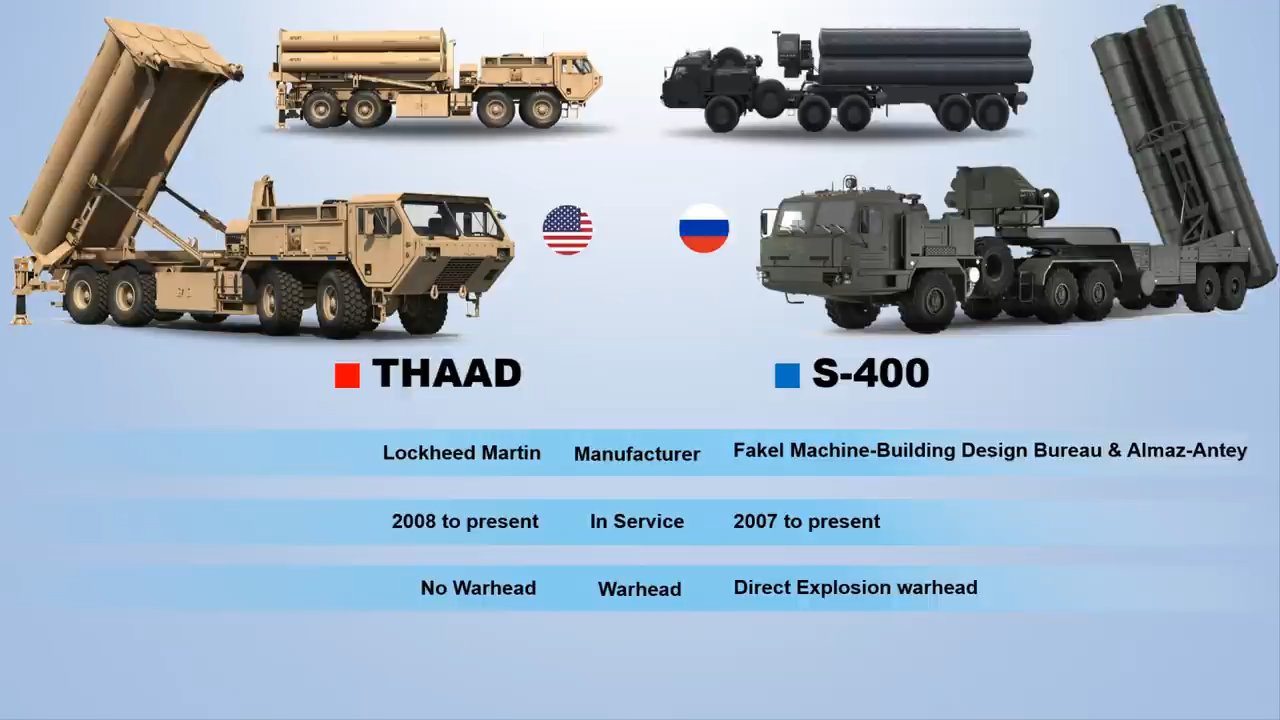 THAAD
S-400
Lockheed Martin
Manufacturer
Fakel Machine-Building Design Bureau & Almaz-Antey
2008 to present
In Service
2007 to present
No Warhead
Warhead
Direct Explosion warhead